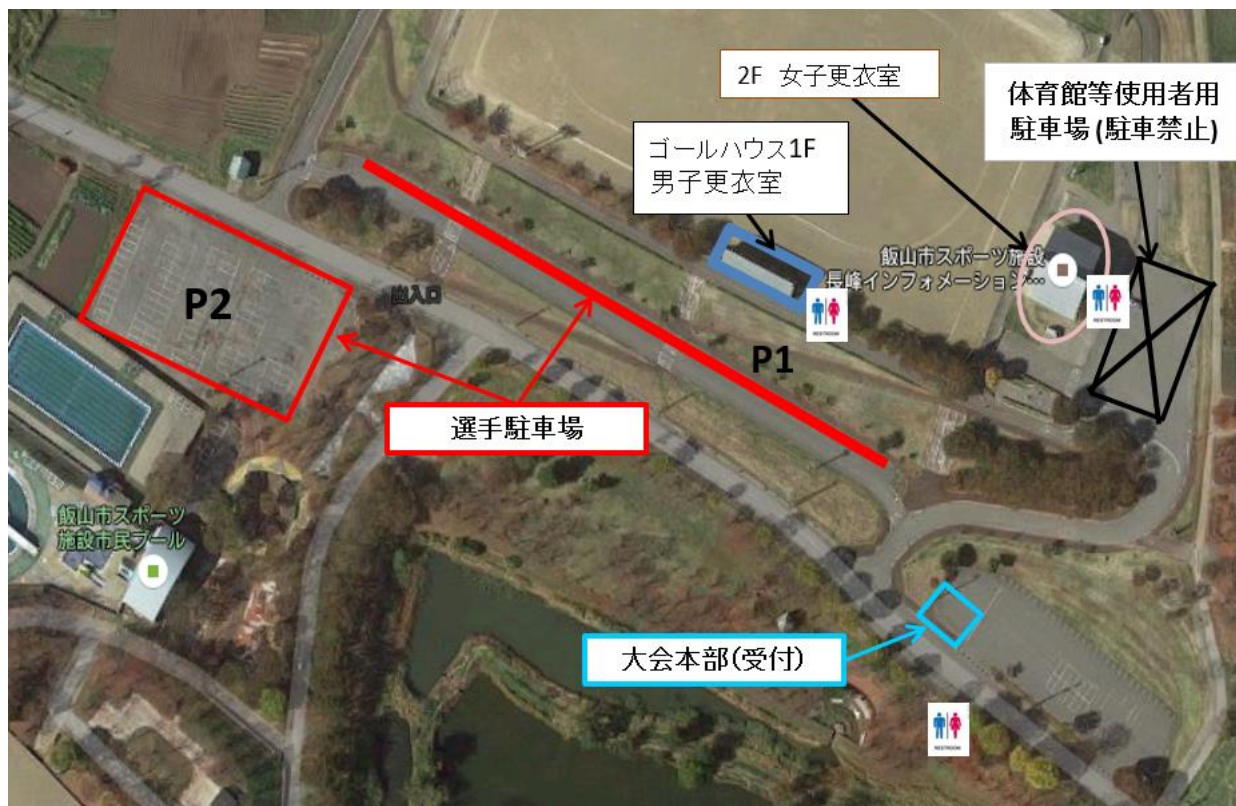 2F 女子更衣室
体育館等使用者用
駐車場(駐車禁止)
ゴールハウス1F
男子更衣室
飯山市スポーツ施設
長峰インフォメーション…
RESTROOM
RESTROOM
P2
出入口
P1
選手駐車場
飯山市スポーツ
施設市民プール
大会本部(受付)
RESTROOM